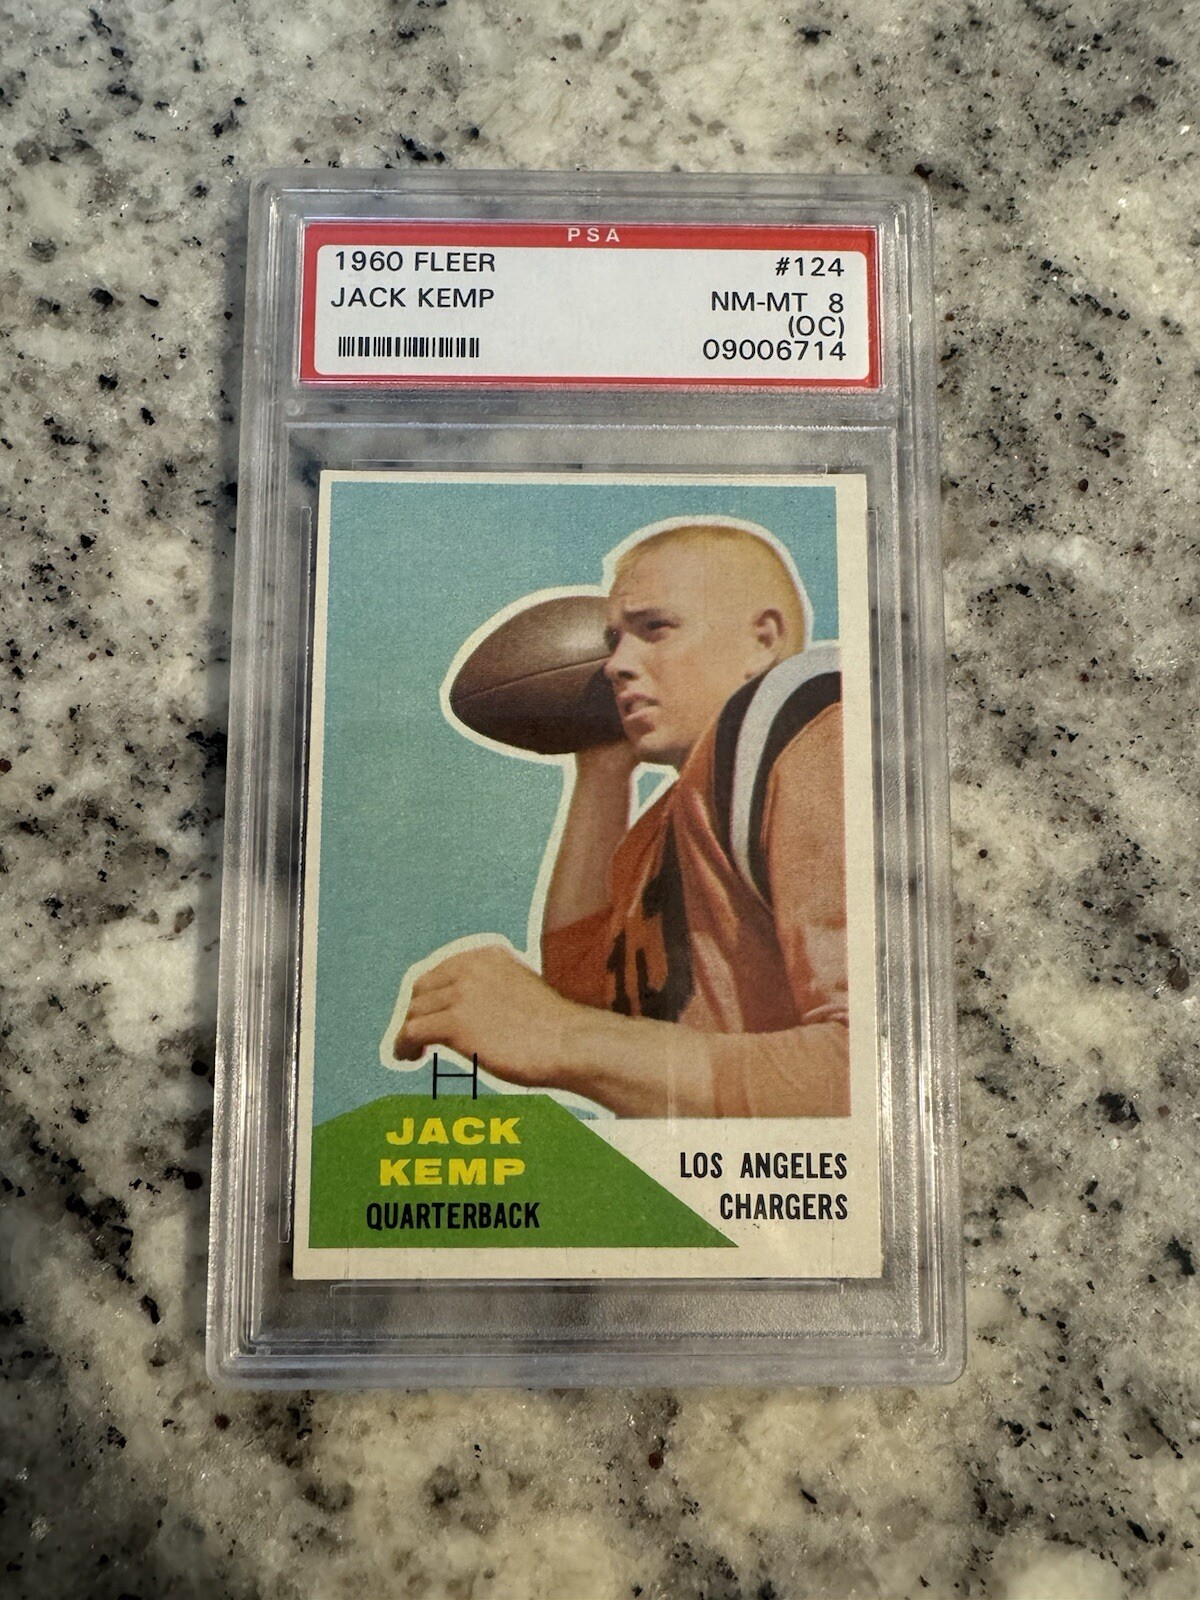 PSA
1960 FLEER #124
JACK KEMP NM-MT 8
(OC)
09006714
JACK
KEMP
QUARTERBACK
LOS ANGELES
CHARGERS